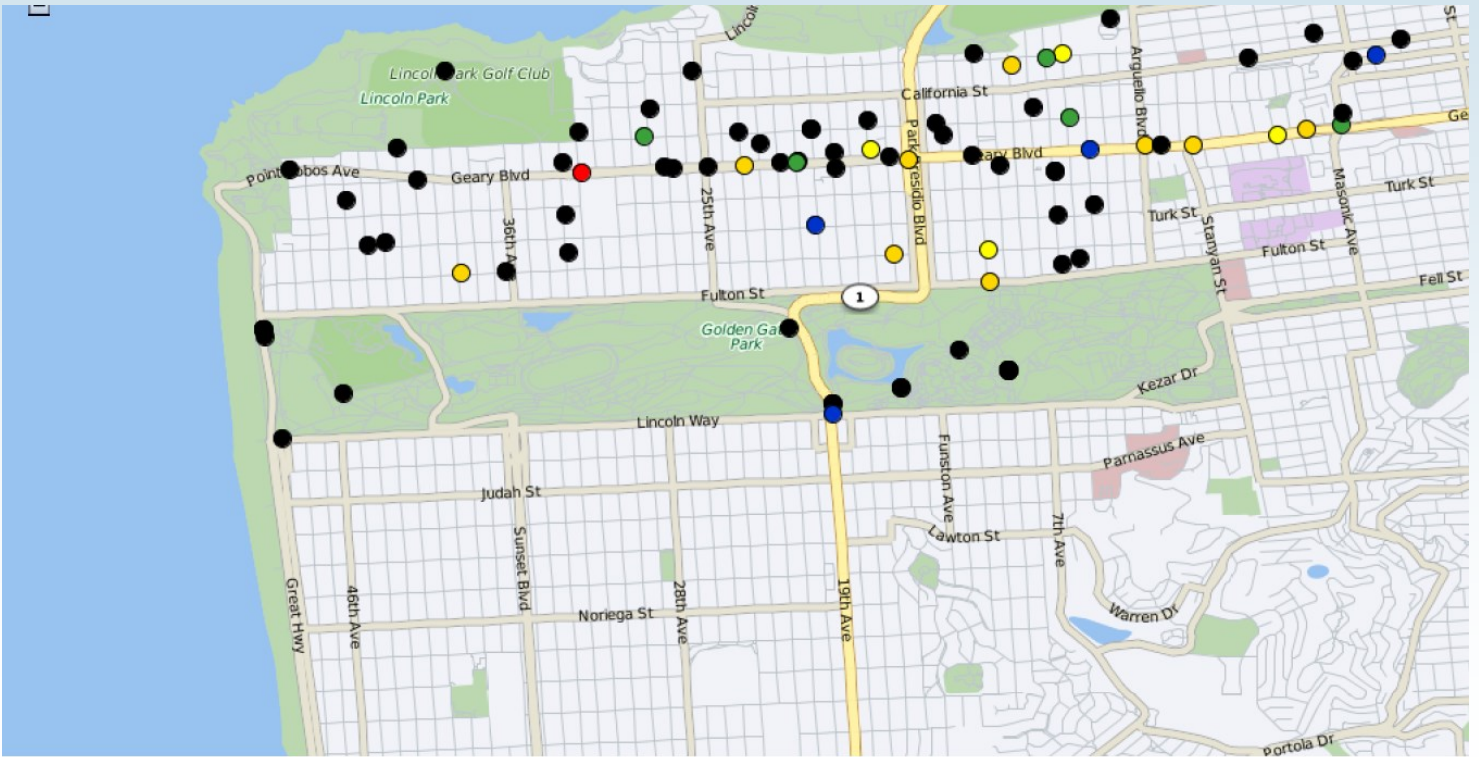 Lincoln
St
Lincoln Park Golf Club
Lincoln Park
California St
Arguello Blvd
Park Presidio Blvd
Point Lobos Ave
Geary Blvd
Geary Blvd
Ge
25th Ave
36th Ave
Turk St
Turk St
Masonic Ave
Stanyan St
Fulton St
Fulton St
Fell St
1
Golden Gate
Park
Kezar Dr
Lincoln Way
Funston Ave
Parnassus Ave
Judah St
Sunset Blvd
7th Ave
Lawton St
Great Hwy
46th Ave
Noriega St
28th Ave
19th Ave
Warren Dr
Portola Dr